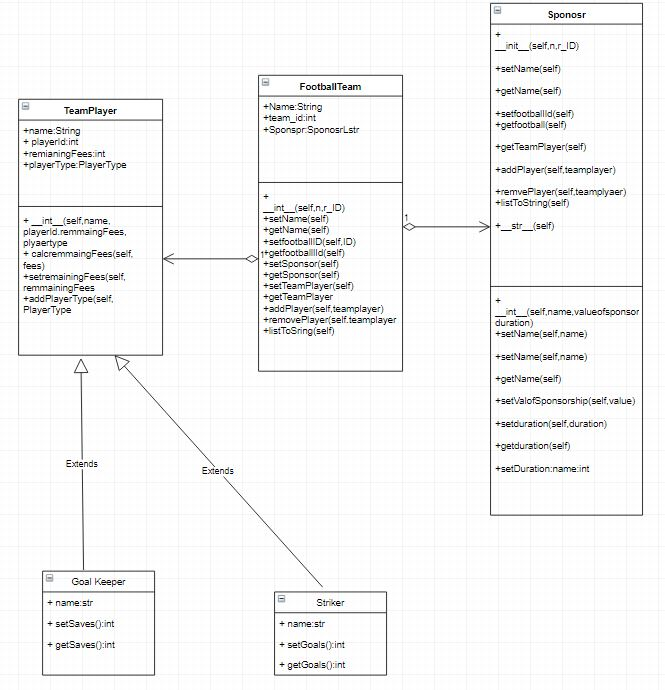 Sponosr
+
__init__(self,n,r_ID)
+setName(self)
+getName(self)
+setfootballId(self)
+getfootball(self)
+getTeamPlayer(self)
+addPlayer(self,teamplayer)
+remvePlayer(self,teamplyaer)
+listToString(self)
+__str__(self)
+
__int__(self,name,valueofsponsor
duration)
+setName(self,name)
+setName(self,name)
+getName(self)
+setValofSponsorship(self,value)
+setduration(self,duration)
+getduration(self)
+setDuration:name:int
FootballTeam
+Name:String
+team_id:int
+Sponspr:SponosrLstr
+
__int__(self,n,r_ID)
+setName(self)
+getName(self)
+setfootballID(self,ID)
+getfootballId(self)
+setSponsor(self)
+getSponsor(self)
+setTeamPlayer(self)
+getTeamPlayer
+addPlayer(self,teamplayer)
+removePlayer(self.teamplayer
+listToSring(self)
1
1
TeamPlayer
+name:String
+ playerId:int
+remianingFees:int
+playerType:PlayerType
+ __int__(self,name,
playerId.remmaingFees,
plyaertype
+ calcremmaingFees(self,
fees)
+setremainingFees(self,
remmainingFees
+addPlayerType(self,
PlayerType
Extends
Extends
Goal Keeper
+ name:str
+ setSaves():int
+ getSaves():int
Striker
+ name:str
+ setGoals():int
+ getGoals():int